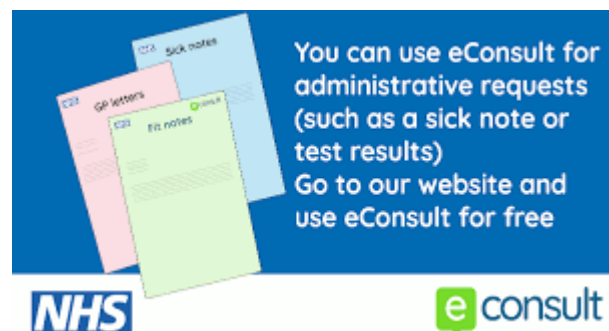 Sick notes
GP letters
Fit notes
You can use eConsult for
administrative requests
(such as a sick note or
test results)
Go to our website and
use eConsult for free
NHS
e consult